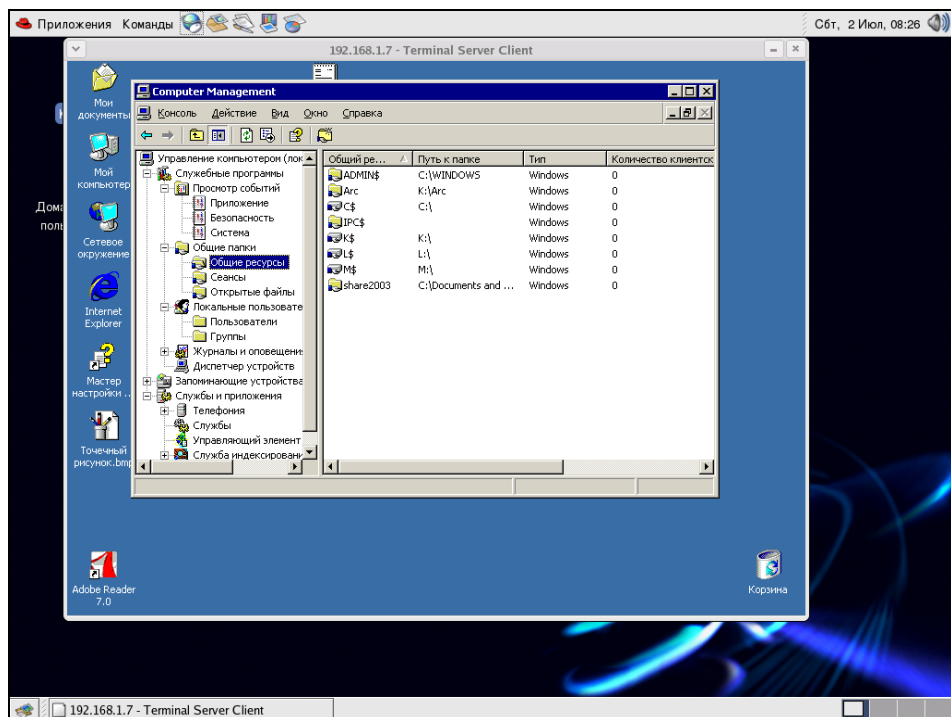 Приложения Команды
Сбт, 2 Июл, 08:26
192.168.1.7 - Terminal Server Client
Мои
документы
Мой
компьютер
Сетевое
окружение
Internet
Explorer
Мастер
настройки ..
Точечный
рисунок.bmp
Adobe Reader
7.0
Корзина
Computer Management
Консоль Действие Вид Окно Справка
Управление компьютером (лок
Служебные программы
Просмотр событий
Приложение
Безопасность
Система
Общие папки
Общие ресурсы
Сеансы
Открытые файлы
Локальные пользовате
Пользователи
Группы
Журналы и оповещени
Диспетчер устройств
Запоминающие устройства
Службы и приложения
Телефония
Службы
Управляющий элемент
Служба индексировани
Общий ре... Путь к папке Тип Количество клиентск
ADMIN$ C:\WINDOWS Windows 0
Arc K:\Arc Windows 0
C$ C:\ Windows 0
IPC$ Windows 0
K$ K:\ Windows 0
L$ L:\ Windows 0
M$ M:\ Windows 0
share2003 C:\Documents and ... Windows 0
192.168.1.7 - Terminal Server Client